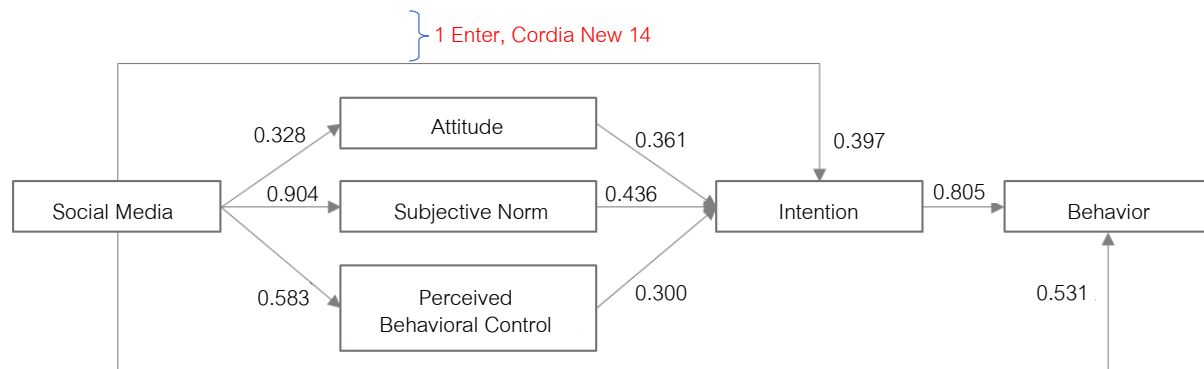 1 Enter, Cordia New 14
Attitude
0.328
0.361
0.397
Social Media
0.904
Subjective Norm
0.436
Intention
0.805
Behavior
0.583
Perceived
Behavioral Control
0.300
0.531